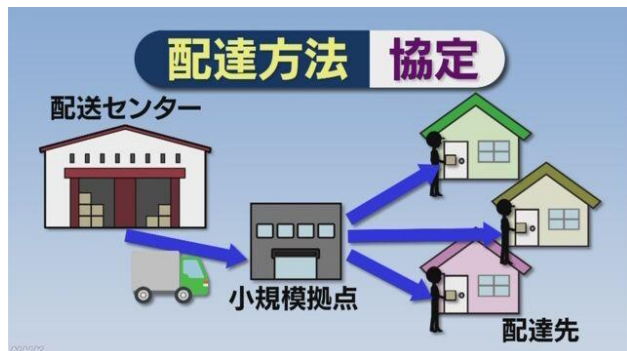 配達方法 協定
配送センター
小規模拠点
配達先